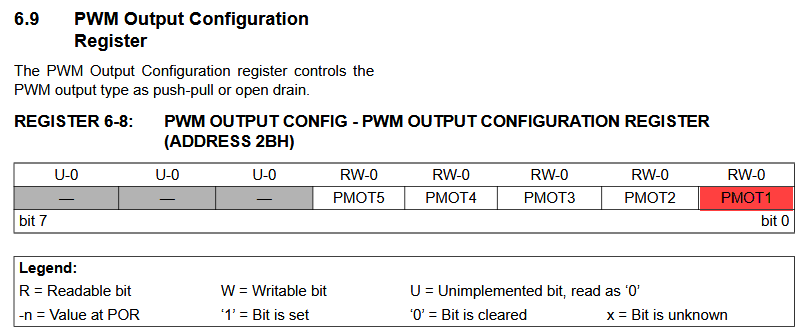 6.9 PWM Output Configuration
Register
The PWM Output Configuration register controls the
PWM output type as push-pull or open drain.
REGISTER 6-8: PWM OUTPUT CONFIG - PWM OUTPUT CONFIGURATION REGISTER
(ADDRESS 2BH)
U-0 U-0 U-0 RW-0 RW-0 RW-0 RW-0 RW-0
— — — PMOT5 PMOT4 PMOT3 PMOT2 PMOT1
bit 7 bit 0
Legend:
R = Readable bit W = Writable bit U = Unimplemented bit, read as ‘0’
-n = Value at POR ‘1’ = Bit is set ‘0’ = Bit is cleared x = Bit is unknown